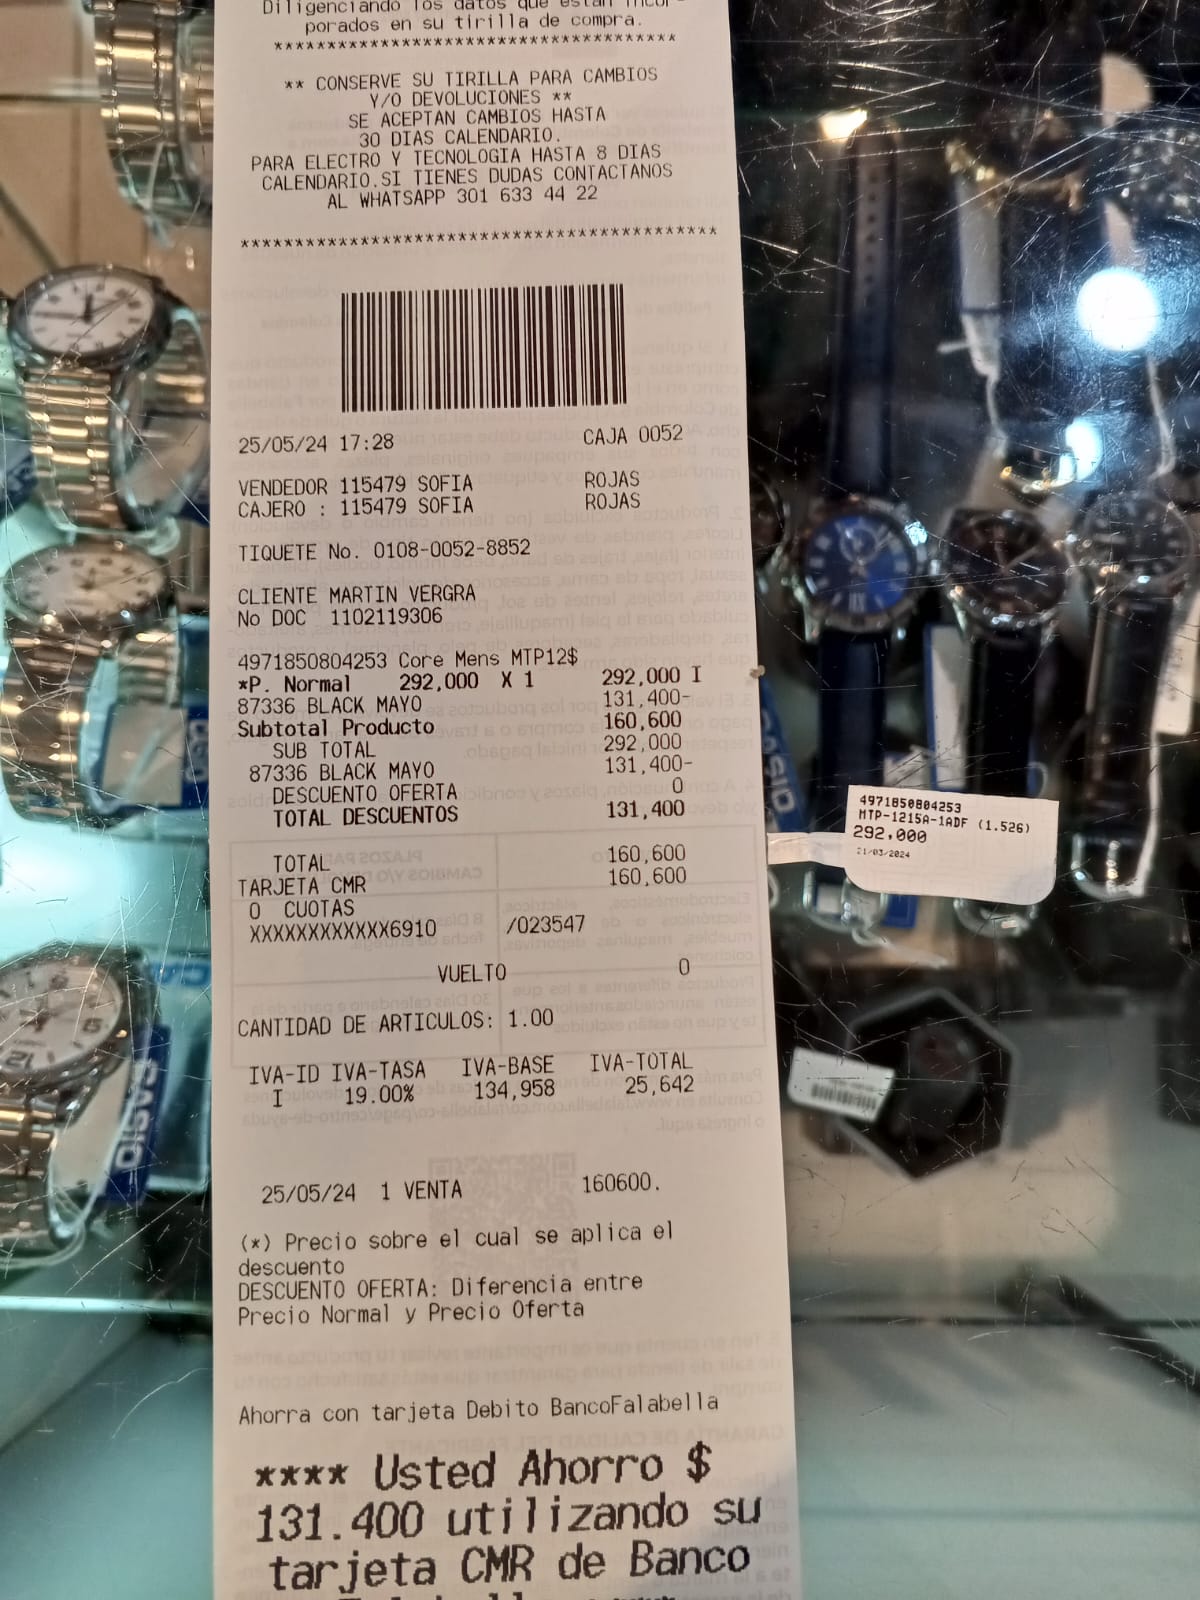 Diligenciando los datos que estan incor-
porados en su tirilla de compra.
**************************************
** CONSERVE SU TIRILLA PARA CAMBIOS
Y/O DEVOLUCIONES **
SE ACEPTAN CAMBIOS HASTA
30 DIAS CALENDARIO.
PARA ELECTRO Y TECNOLOGIA HASTA 8 DIAS
CALENDARIO.SI TIENES DUDAS CONTACTANOS
AL WHATSAPP 301 633 44 22
*********************************************
25/05/24 17:28 CAJA 0052
VENDEDOR 115479 SOFIA ROJAS
CAJERO : 115479 SOFIA ROJAS
TIQUETE No. 0108-0052-8852
CLIENTE MARTIN VERGRA
No DOC 1102119306
4971850804253 Core Mens MTP12$
*P. Normal 292,000 X 1 292,000 I
87336 BLACK MAYO 131,400-
Subtotal Producto 160,600
SUB TOTAL 292,000
87336 BLACK MAYO 131,400-
DESCUENTO OFERTA 0
TOTAL DESCUENTOS 131,400
TOTAL 160,600
TARJETA CMR 160,600
0 CUOTAS
XXXXXXXXXXXX6910 /023547
VUELTO 0
CANTIDAD DE ARTICULOS: 1.00
IVA-ID IVA-TASA IVA-BASE IVA-TOTAL
I 19.00% 134,958 25,642
25/05/24 1 VENTA 160600.
(*) Precio sobre el cual se aplica el
descuento
DESCUENTO OFERTA: Diferencia entre
Precio Normal y Precio Oferta
Ahorra con tarjeta Debito BancoFalabella
**** Usted Ahorro $
131.400 utilizando su
tarjeta CMR de Banco
4971850804253
MTP-1215A-1ADF (1.526)
292,000
21/03/2024
CASIO
CASIO